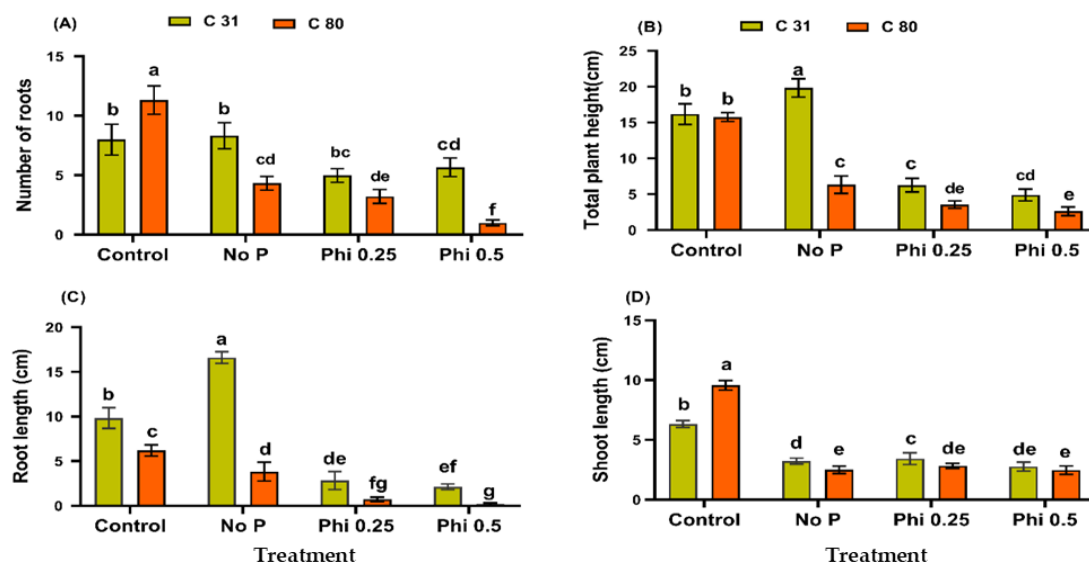 (A) C 31 C 80
Number of roots
15
10
5
0
b a b cd bc de cd f
Control No P Phi 0.25 Phi 0.5
(B) C 31 C 80
Total plant height(cm)
25
20
15
10
5
0
b b a c c de cd e
Control No P Phi 0.25 Phi 0.5
(C)
Root length (cm)
20
15
10
5
0
b c a d de fg ef g
Control No P Phi 0.25 Phi 0.5
Treatment
(D)
Shoot length (cm)
15
10
5
0
b a d e c de de e
Control No P Phi 0.25 Phi 0.5
Treatment